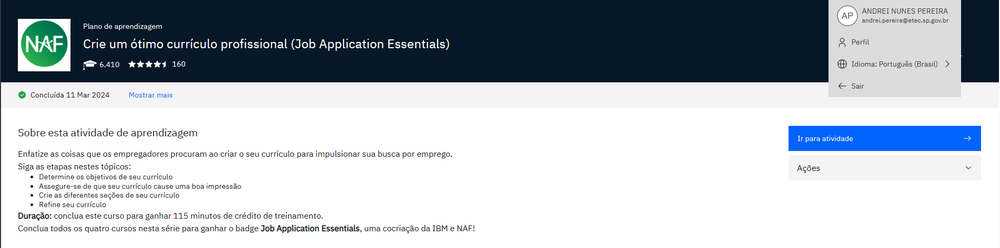 NAF
Plano de aprendizagem
Crie um ótimo currículo profissional (Job Application Essentials)
6.410 160
AP
ANDREI NUNES PEREIRA
andrei.pereira@etec.sp.gov.br
Perfil
Idioma: Português (Brasil)
Sair
Concluída 11 Mar 2024 Mostrar mais
Sobre esta atividade de aprendizagem
Enfatize as coisas que os empregadores procuram ao criar o seu currículo para impulsionar sua busca por emprego.
Siga as etapas nestes tópicos:
• Determine os objetivos de seu currículo
• Assegure-se de que seu currículo cause uma boa impressão
• Crie as diferentes seções de seu currículo
• Refine seu currículo
Duração: conclua este curso para ganhar 115 minutos de crédito de treinamento.
Conclua todos os quatro cursos nesta série para ganhar o badge Job Application Essentials, uma cocriação da IBM e NAF!
Ir para atividade
Ações